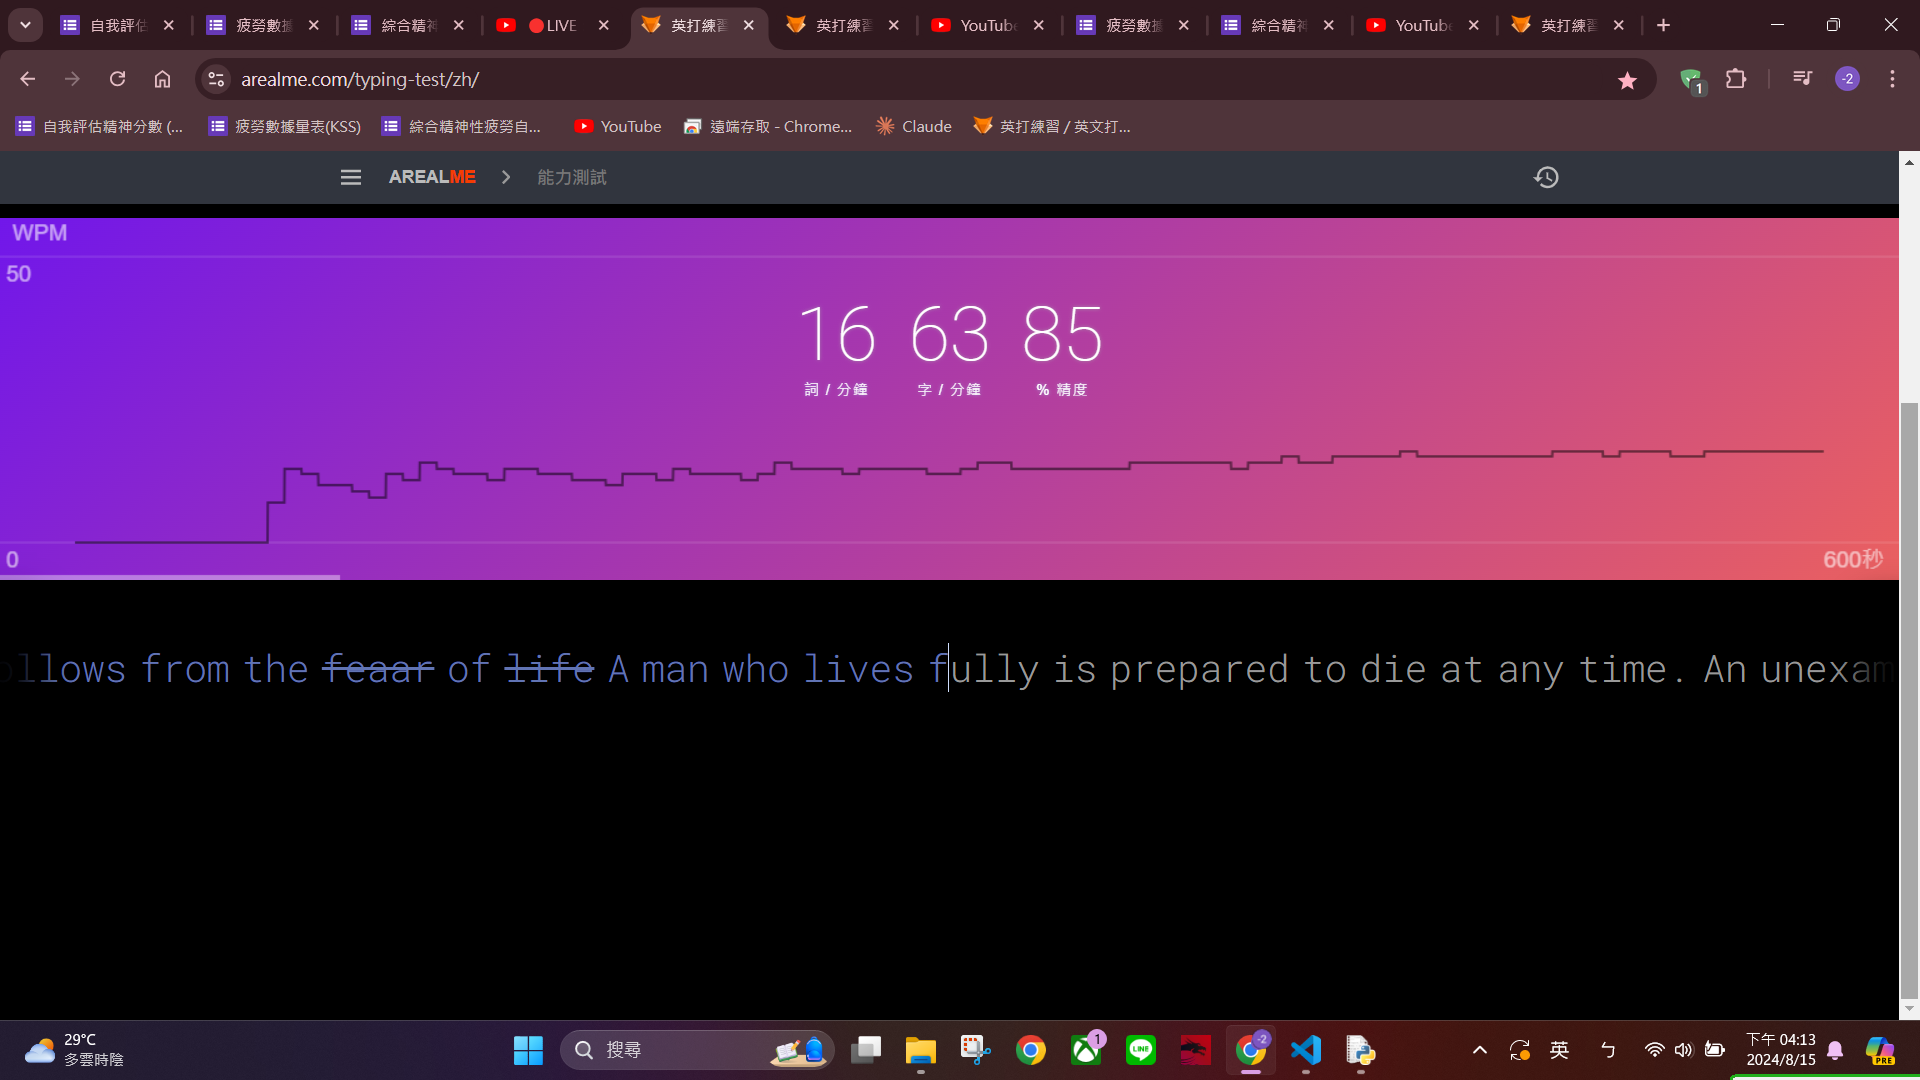 自我評估
疲勞數據
綜合精神
LIVE
英打練習
英打練習
YouTube
疲勞數據
綜合精神
YouTube
英打練習
arealme.com/typing-test/zh/
1
-2
自我評估精神分數 (...
疲勞數據量表(KSS)
綜合精神性疲勞自...
YouTube
遠端存取 - Chrome...
Claude
英打練習 / 英文打...
AREALME
能力測試
WPM
50
16 63 85
詞 / 分鐘 字 / 分鐘 % 精度
0
600秒
ollows from the feaar of life A man who lives fully is prepared to die at any time. An unexam
29°C
多雲時陰
搜尋
1
LINE
-2
英
ㄅ
下午 04:13
2024/8/15
PRE